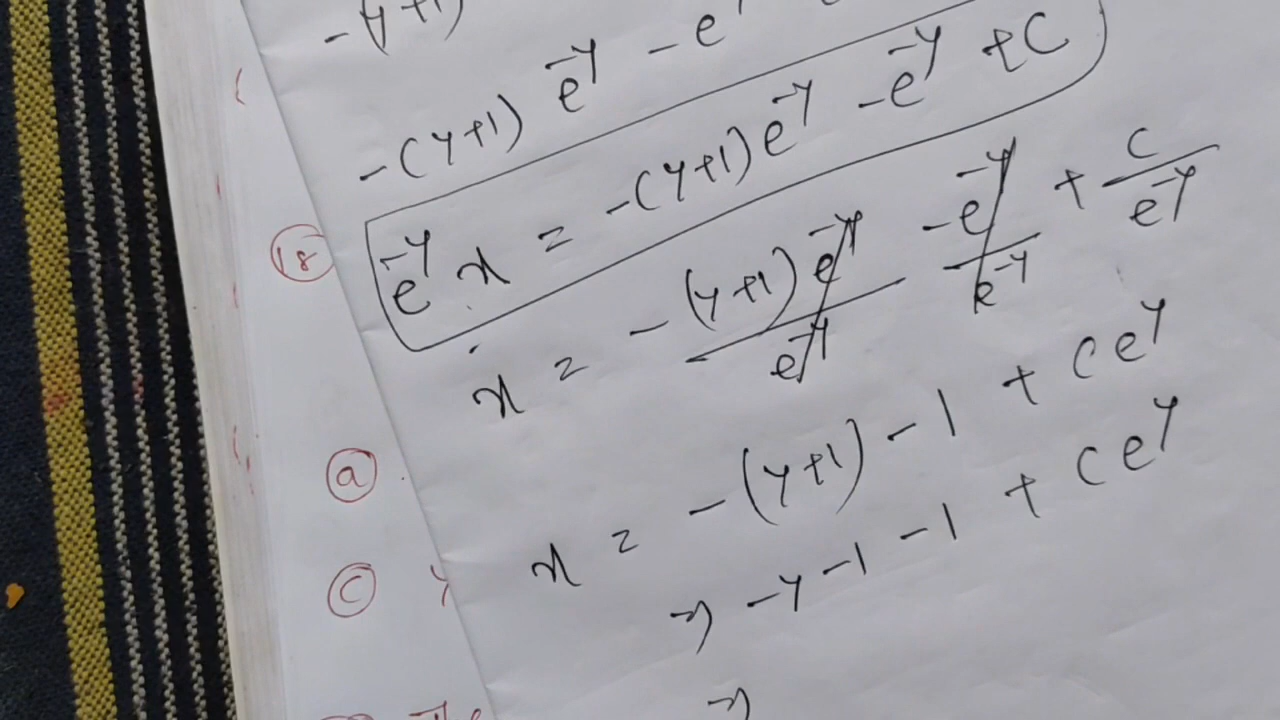 -(y+1)
-(y+1) e^-y - e
e^-y x = -(y+1)e^-y - e^-y + C
(18)
x = -(y+1)e^-y/e^-y -e^-y/e^-y + C/e^-y
(a)
x = -(y+1) - 1 + Ce^y
(c) y
⇒ -y -1 -1 + Ce^y
⇒